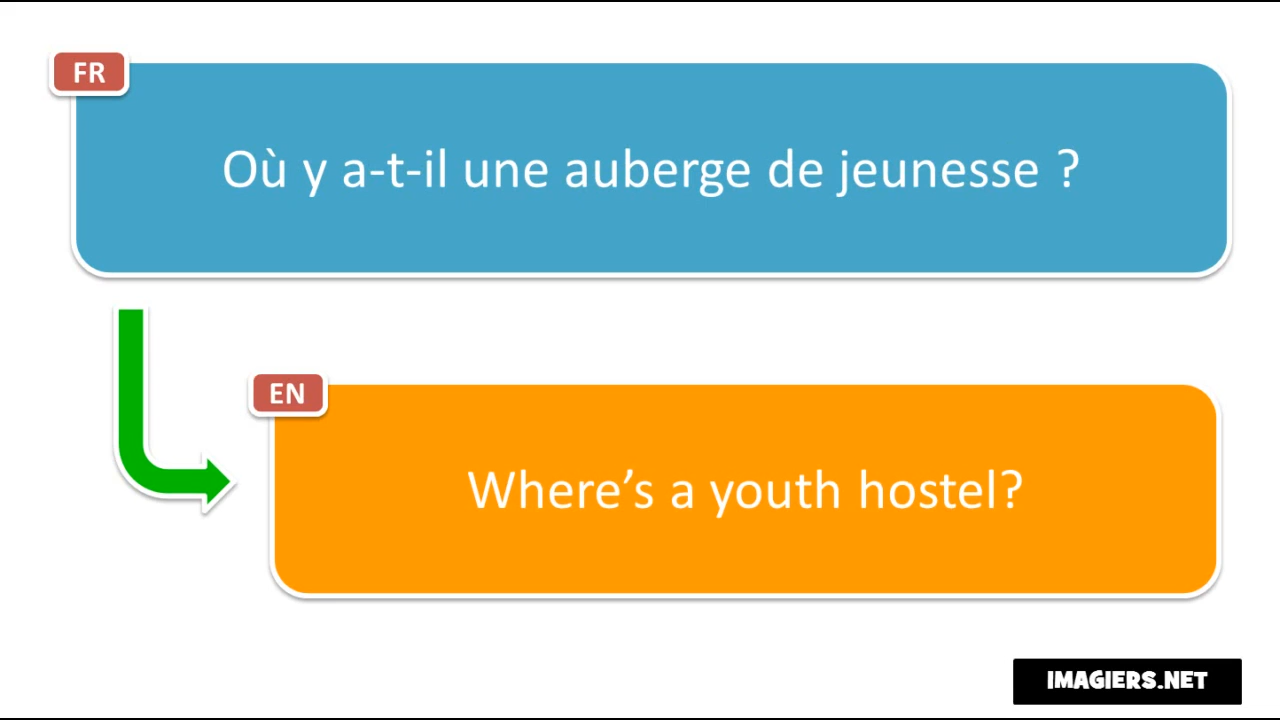 FR
Où y a-t-il une auberge de jeunesse ?
EN
Where’s a youth hostel?
IMAGIERS.NET